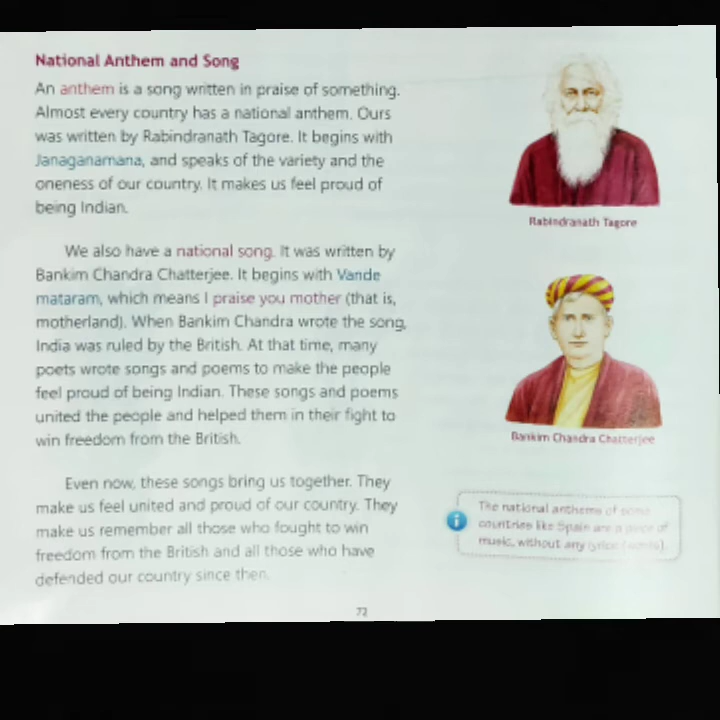 National Anthem and Song
An anthem is a song written in praise of something.
Almost every country has a national anthem. Ours
was written by Rabindranath Tagore. It begins with
Janaganamana, and speaks of the variety and the
oneness of our country. It makes us feel proud of
being Indian.
We also have a national song. It was written by
Bankim Chandra Chatterjee. It begins with Vande
mataram, which means I praise you mother (that is,
motherland). When Bankim Chandra wrote the song,
India was ruled by the British. At that time, many
poets wrote songs and poems to make the people
feel proud of being Indian. These songs and poems
united the people and helped them in their fight to
win freedom from the British.
Even now, these songs bring us together. They
make us feel united and proud of our country. They
make us remember all those who fought to win
freedom from the British and all those who have
defended our country since then.
Rabindranath Tagore
Bankim Chandra Chatterjee
i
The national anthems of some
countries like Spain are a piece of
music, without any lyrics (words).
72